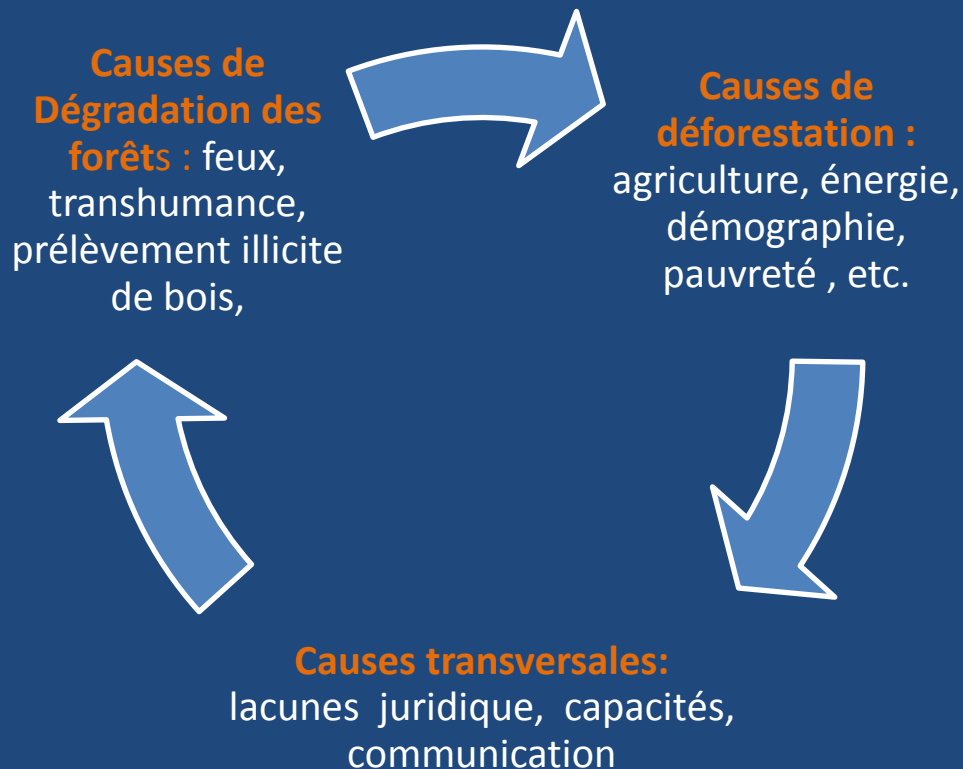 Causes de
Dégradation des
forêts : feux,
transhumance,
prélèvement illicite
de bois,
Causes de
déforestation :
agriculture, énergie,
démographie,
pauvreté , etc.
Causes transversales:
lacunes juridique, capacités,
communication